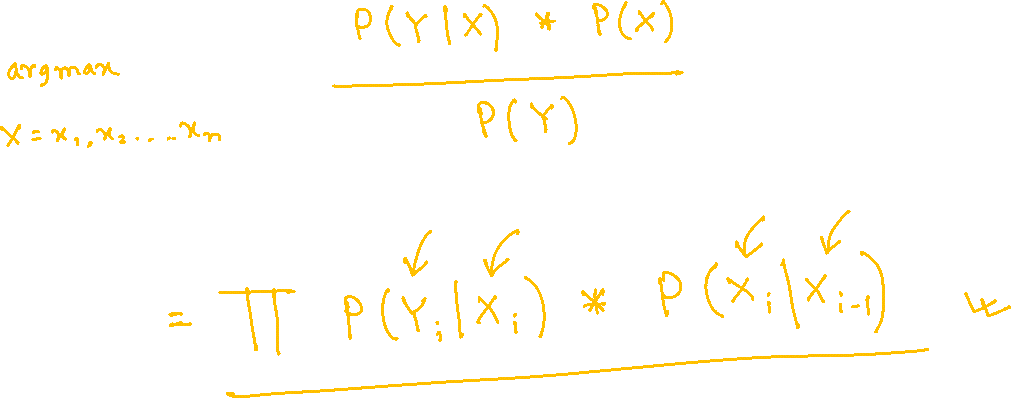 P(Y|X) * P(X)
argmax
P(Y)
X = x₁, x₂ . . . . xₙ
= ∏ P(Yᵢ|Xᵢ) * P(Xᵢ|Xᵢ₋₁)